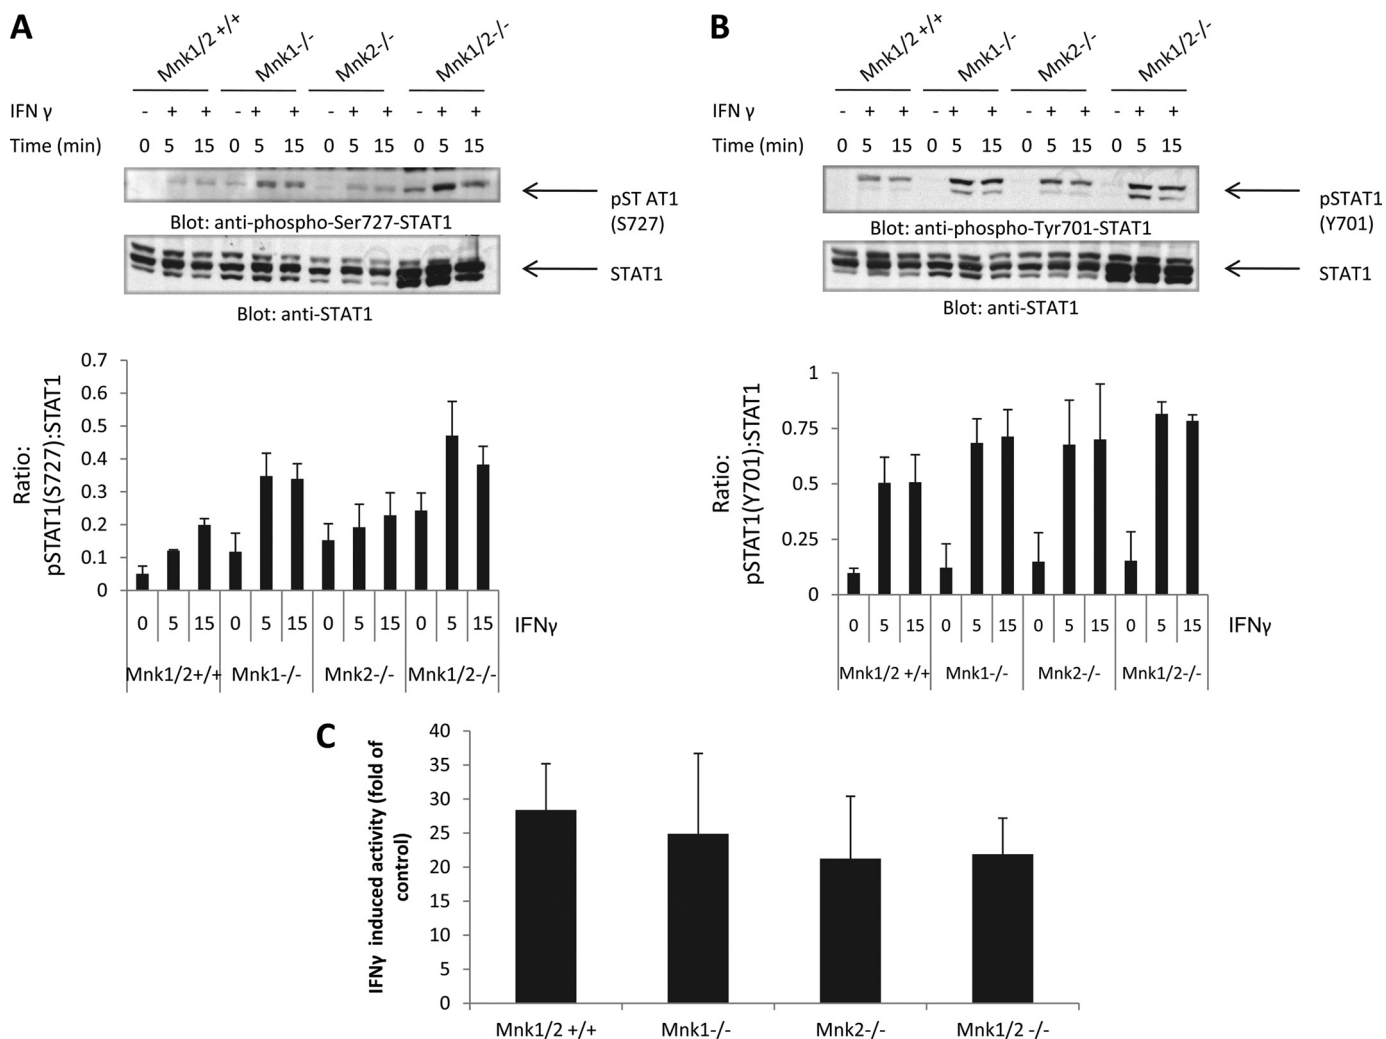 A
Mnk1/2 +/+ Mnk1-/- Mnk2-/- Mnk1/2-/-
IFN γ - + + - + + - + + - + +
Time (min) 0 5 15 0 5 15 0 5 15 0 5 15
pST AT1
(S727)
Blot: anti-phospho-Ser727-STAT1
STAT1
Blot: anti-STAT1
Ratio:
pSTAT1(S727):STAT1
0.7
0.6
0.5
0.4
0.3
0.2
0.1
0
0 5 15 0 5 15 0 5 15 0 5 15 IFNγ
Mnk1/2+/+ Mnk1-/- Mnk2-/- Mnk1/2-/-
B
Mnk1/2 +/+ Mnk1-/- Mnk2-/- Mnk1/2-/-
IFN γ - + + - + + - + + - + +
Time (min) 0 5 15 0 5 15 0 5 15 0 5 15
pSTAT1
(Y701)
Blot: anti-phospho-Tyr701-STAT1
STAT1
Blot: anti-STAT1
Ratio:
pSTAT1(Y701):STAT1
1
0.75
0.5
0.25
0
0 5 15 0 5 15 0 5 15 0 5 15 IFNγ
Mnk1/2 +/+ Mnk1-/- Mnk2-/- Mnk1/2-/-
C
IFNγ induced activity (fold of
control)
40
35
30
25
20
15
10
5
0
Mnk1/2 +/+ Mnk1-/- Mnk2-/- Mnk1/2 -/-